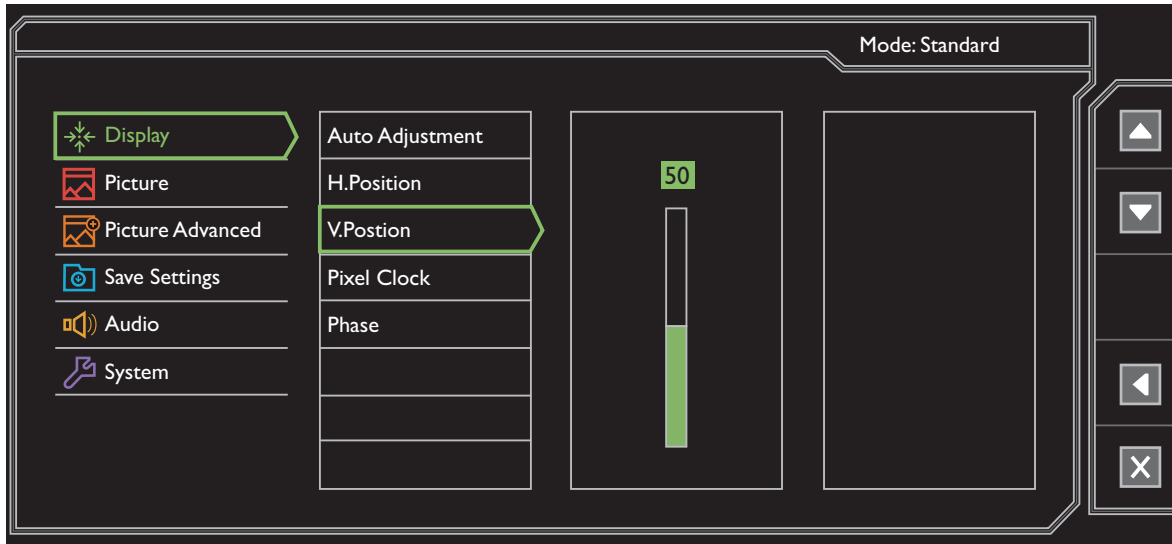 Mode: Standard
Display
Picture
Picture Advanced
Save Settings
Audio
System
Auto Adjustment
H.Position
V.Postion
Pixel Clock
Phase
50